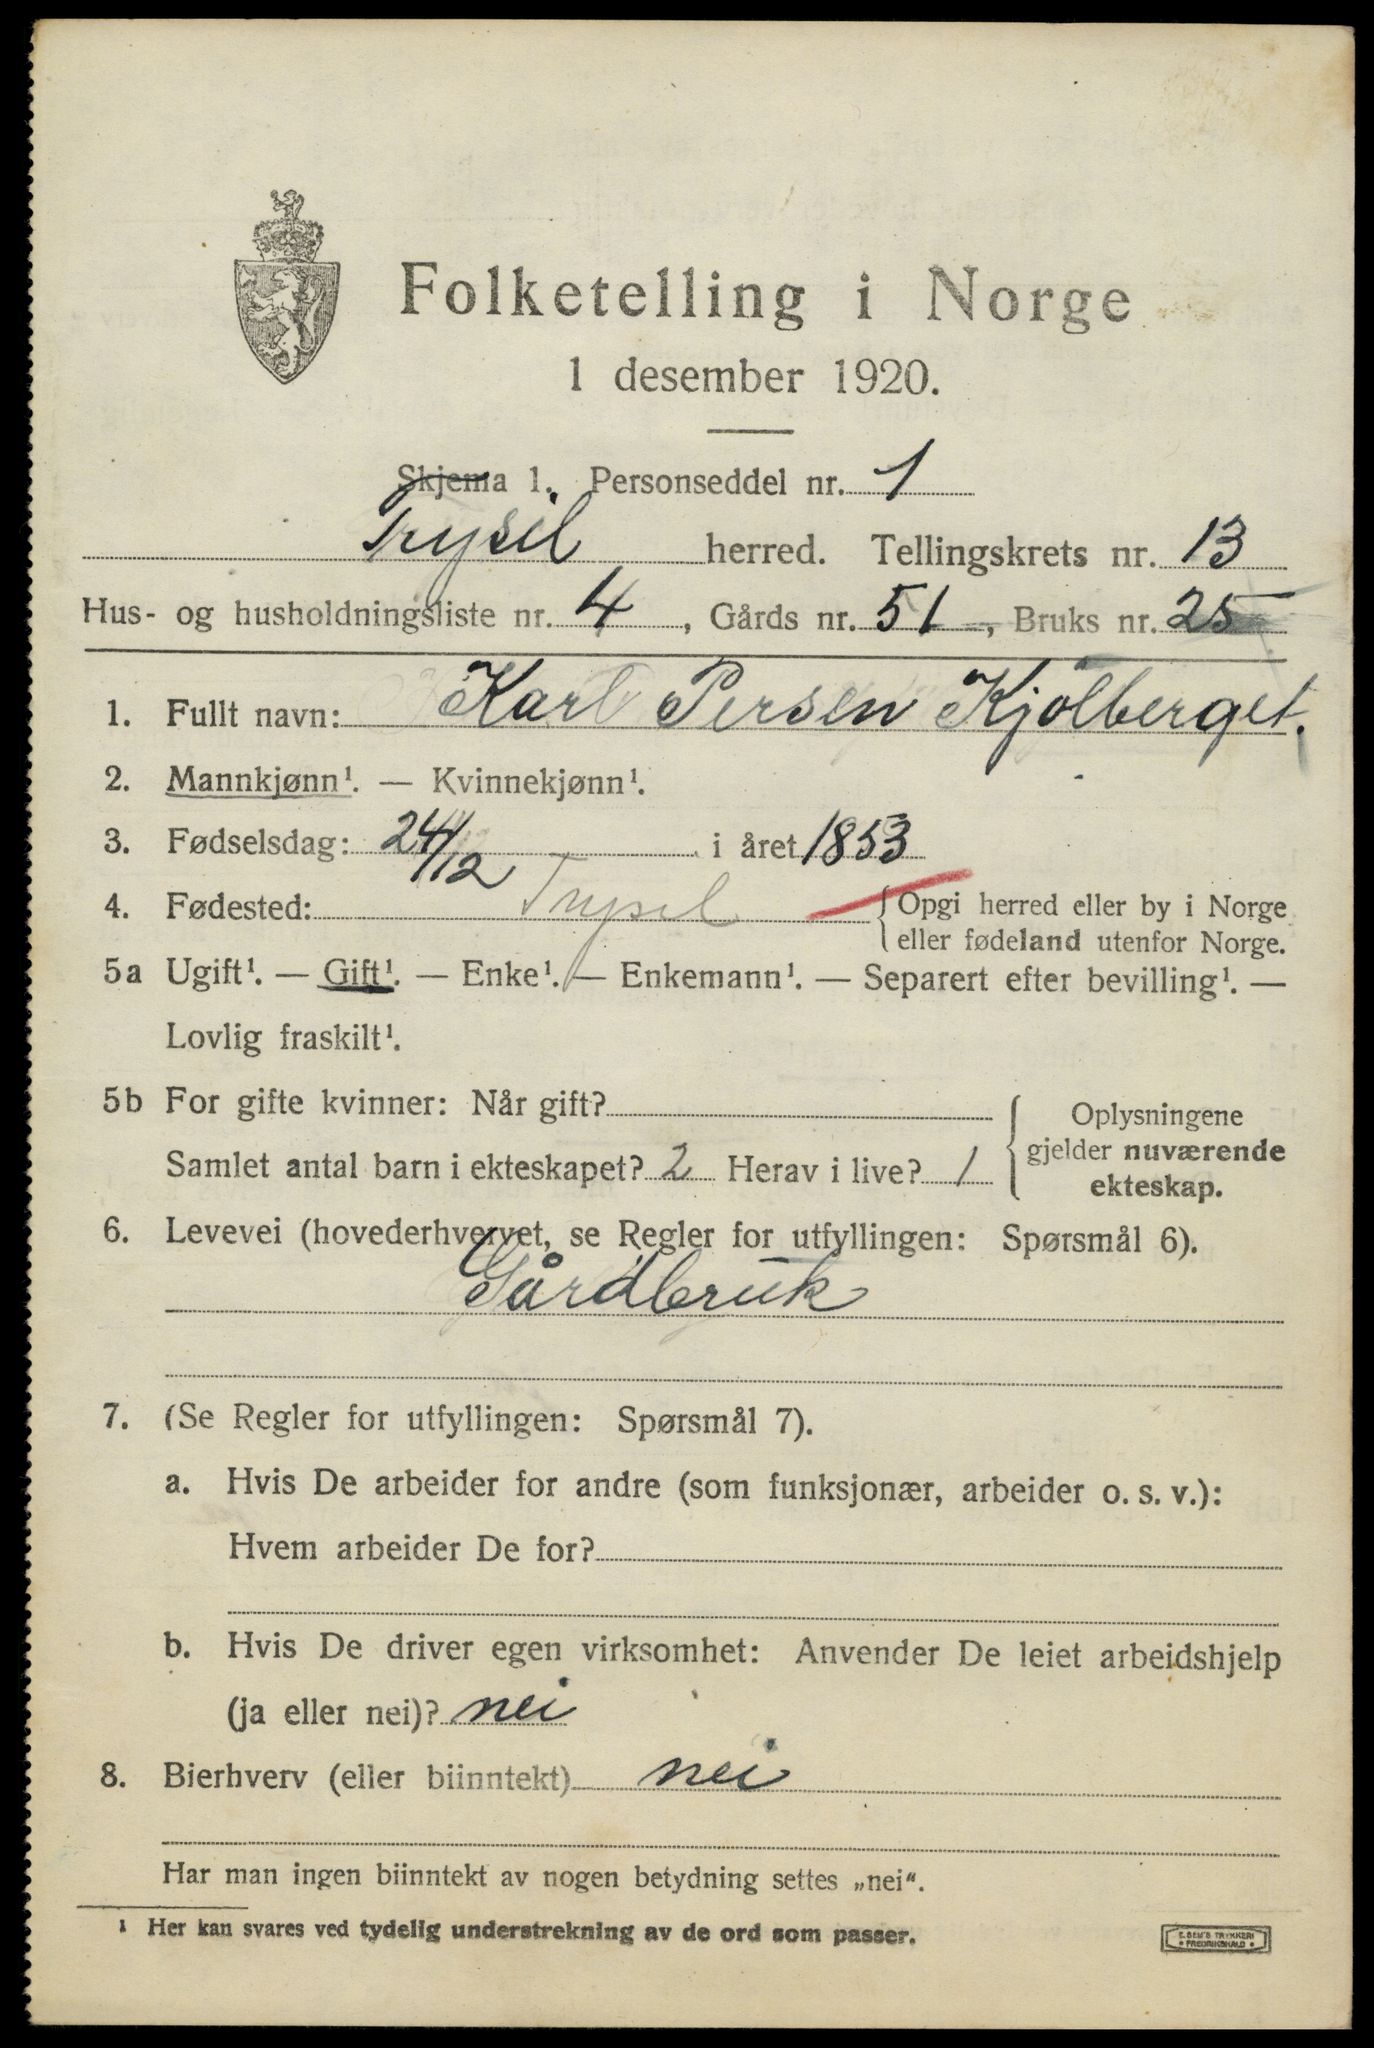 Folketelling i Norge
1 desember 1920.
Skjema 1. Personseddel nr. 1
Trysil herred. Tellingskrets nr. 13
Hus- og husholdningsliste nr. 4, Gårds nr. 51, Bruks nr. 25
1. Fullt navn: Karl Persen Kjölberget.
2. Mannkjønn¹. — Kvinnekjønn¹.
3. Fødselsdag: 24/12 i året 1853
4. Fødested: Trysil {Opgi herred eller by i Norge
eller fødeland utenfor Norge.
5a Ugift¹. — Gift¹. — Enke¹. — Enkemann¹. — Separert efter bevilling¹. —
Lovlig fraskilt¹.
5b For gifte kvinner: Når gift? { Oplysningene
gjelder nuværende
Samlet antal barn i ekteskapet? 2 Herav i live? 1
ekteskap.
6. Levevei (hovederhvervet, se Regler for utfyllingen: Spørsmål 6).
Gårdbruk
7. (Se Regler for utfyllingen: Spørsmål 7).
a. Hvis De arbeider for andre (som funksjonær, arbeider o. s. v.):
Hvem arbeider De for?
b. Hvis De driver egen virksomhet: Anvender De leiet arbeidshjelp
(ja eller nei)? nei
8. Bierhverv (eller biinntekt) nei
Har man ingen biinntekt av nogen betydning settes „nei“.
¹ Her kan svares ved tydelig understrekning av de ord som passer.
E. SEM'S TRYKKERI
• FREDRIKSHALD •